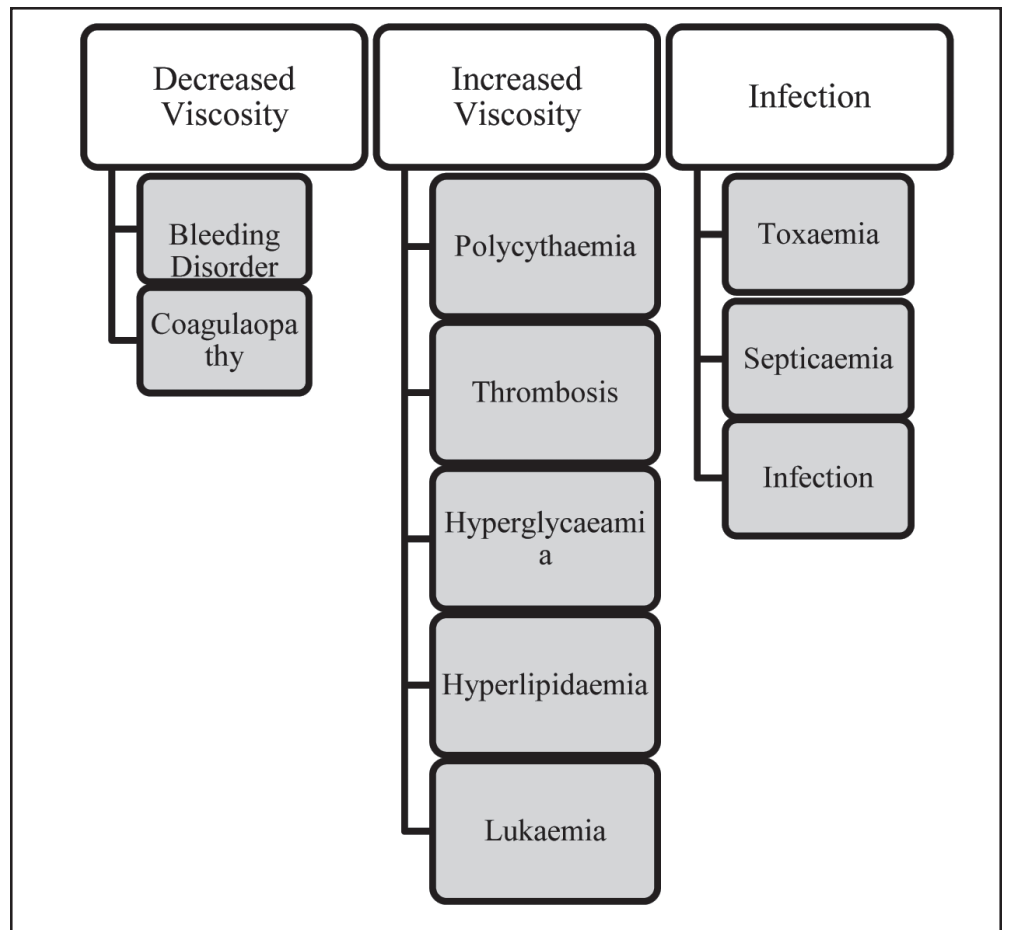 Decreased
Viscosity
Bleeding
Disorder
Coagulaopa
thy
Increased
Viscosity
Polycythaemia
Thrombosis
Hyperglycaeami
a
Hyperlipidaemia
Lukaemia
Infection
Toxaemia
Septicaemia
Infection